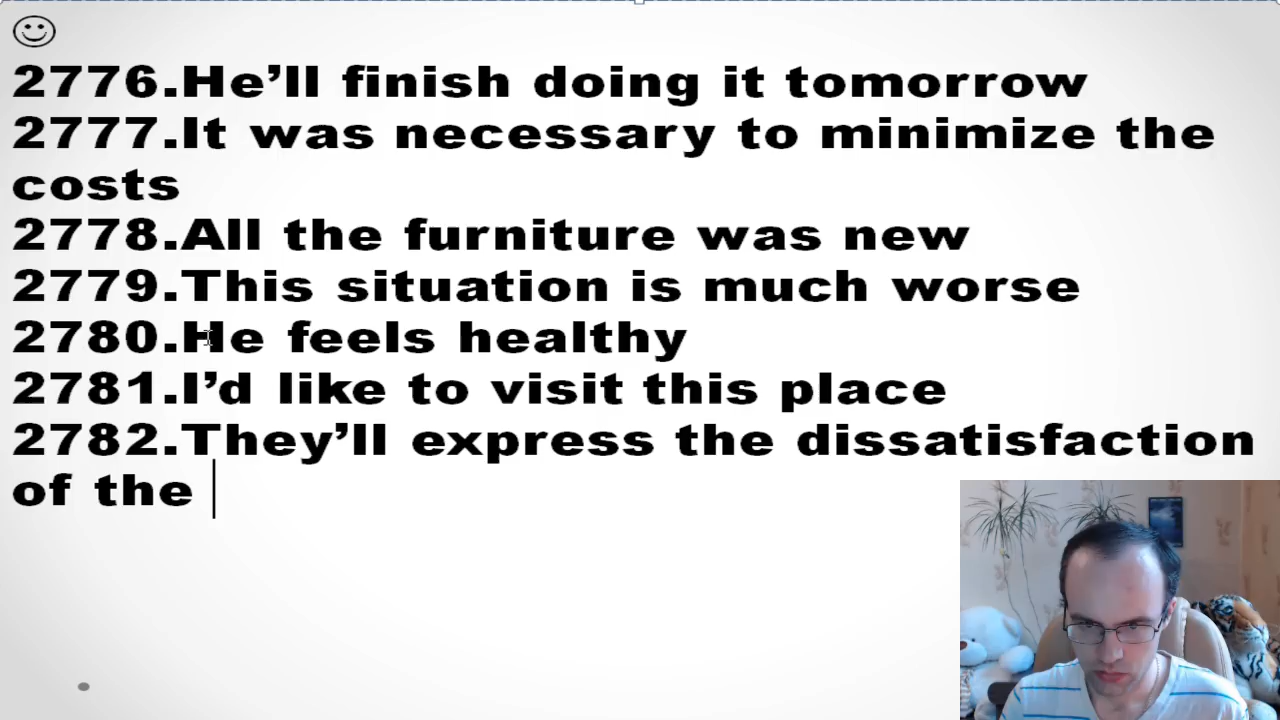 2776.He’ll finish doing it tomorrow
2777.It was necessary to minimize the
costs
2778.All the furniture was new
2779.This situation is much worse
2780.He feels healthy
2781.I’d like to visit this place
2782.They’ll express the dissatisfaction
of the